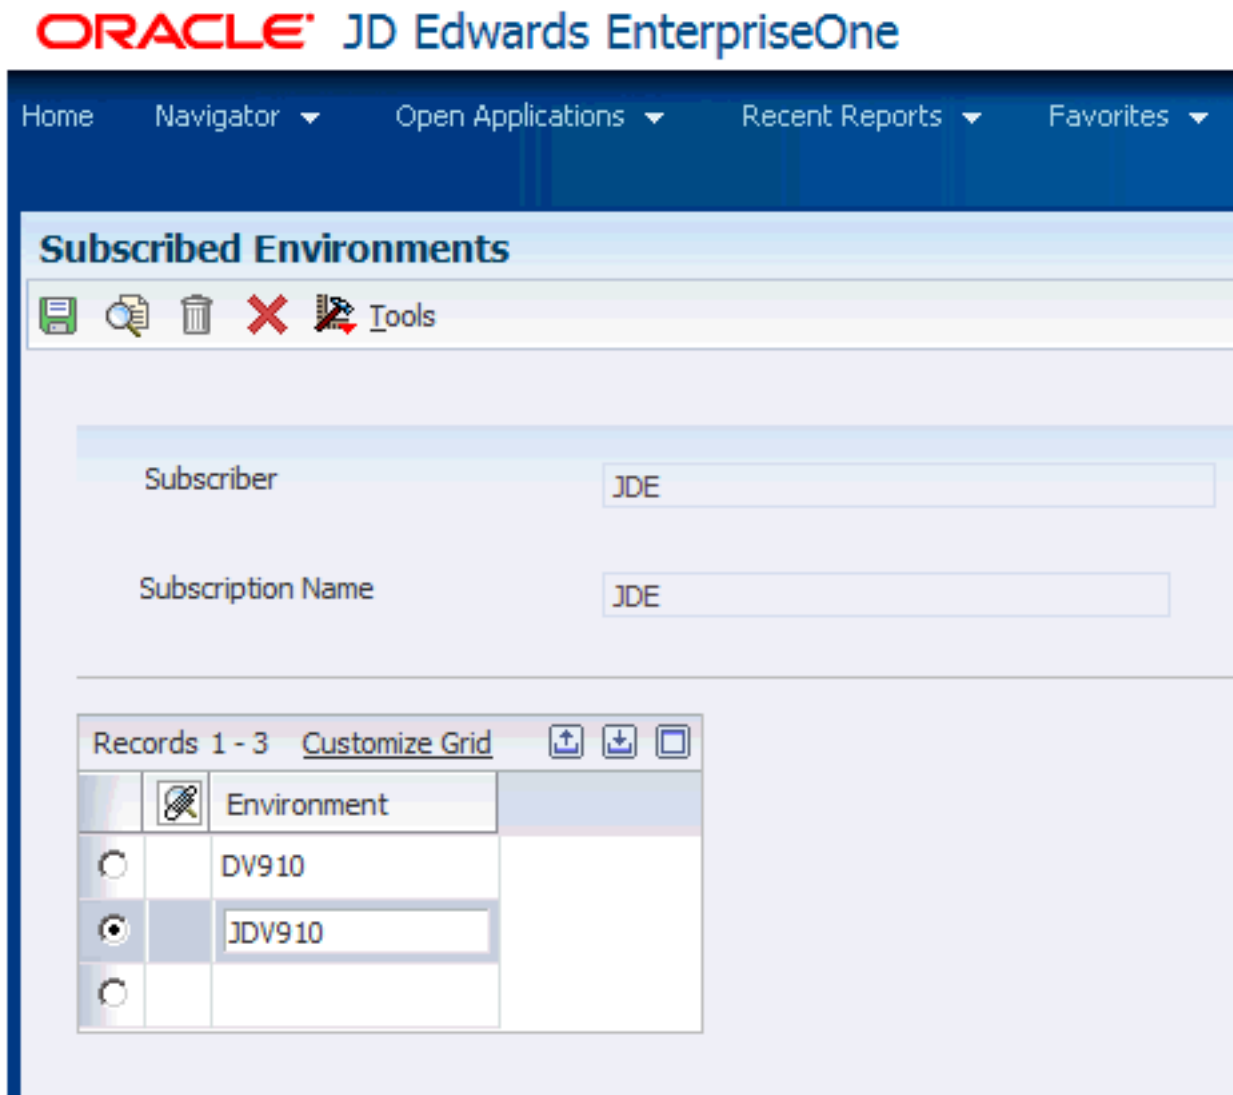 ORACLE JD Edwards EnterpriseOne
Home Navigator Open Applications Recent Reports Favorites
Subscribed Environments
Tools
Subscriber JDE
Subscription Name JDE
Records 1 - 3 Customize Grid
Environment
DV910
JDV910